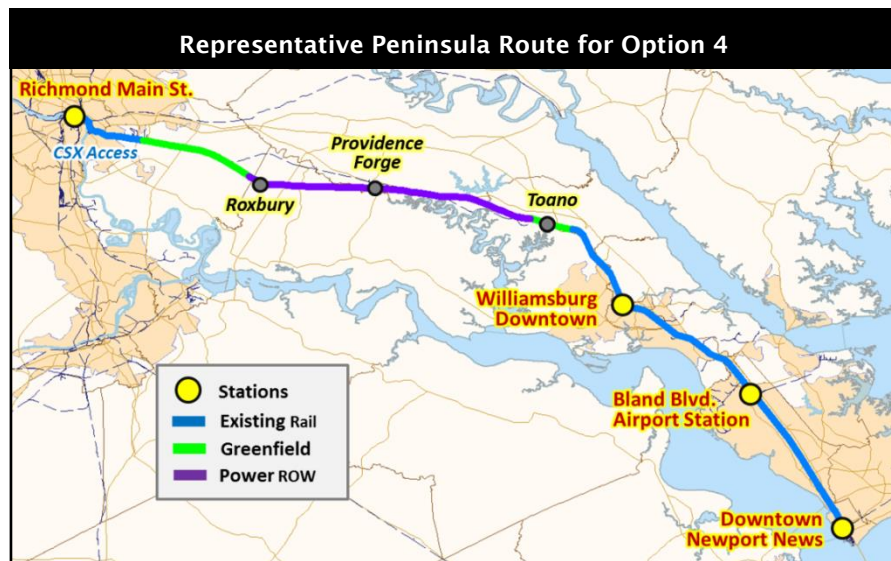 Representative Peninsula Route for Option 4
Richmond Main St.
CSX Access
Roxbury
Providence
Forge
Toano
Williamsburg
Downtown
Bland Blvd.
Airport Station
Downtown
Newport News
Stations
Existing Rail
Greenfield
Power ROW